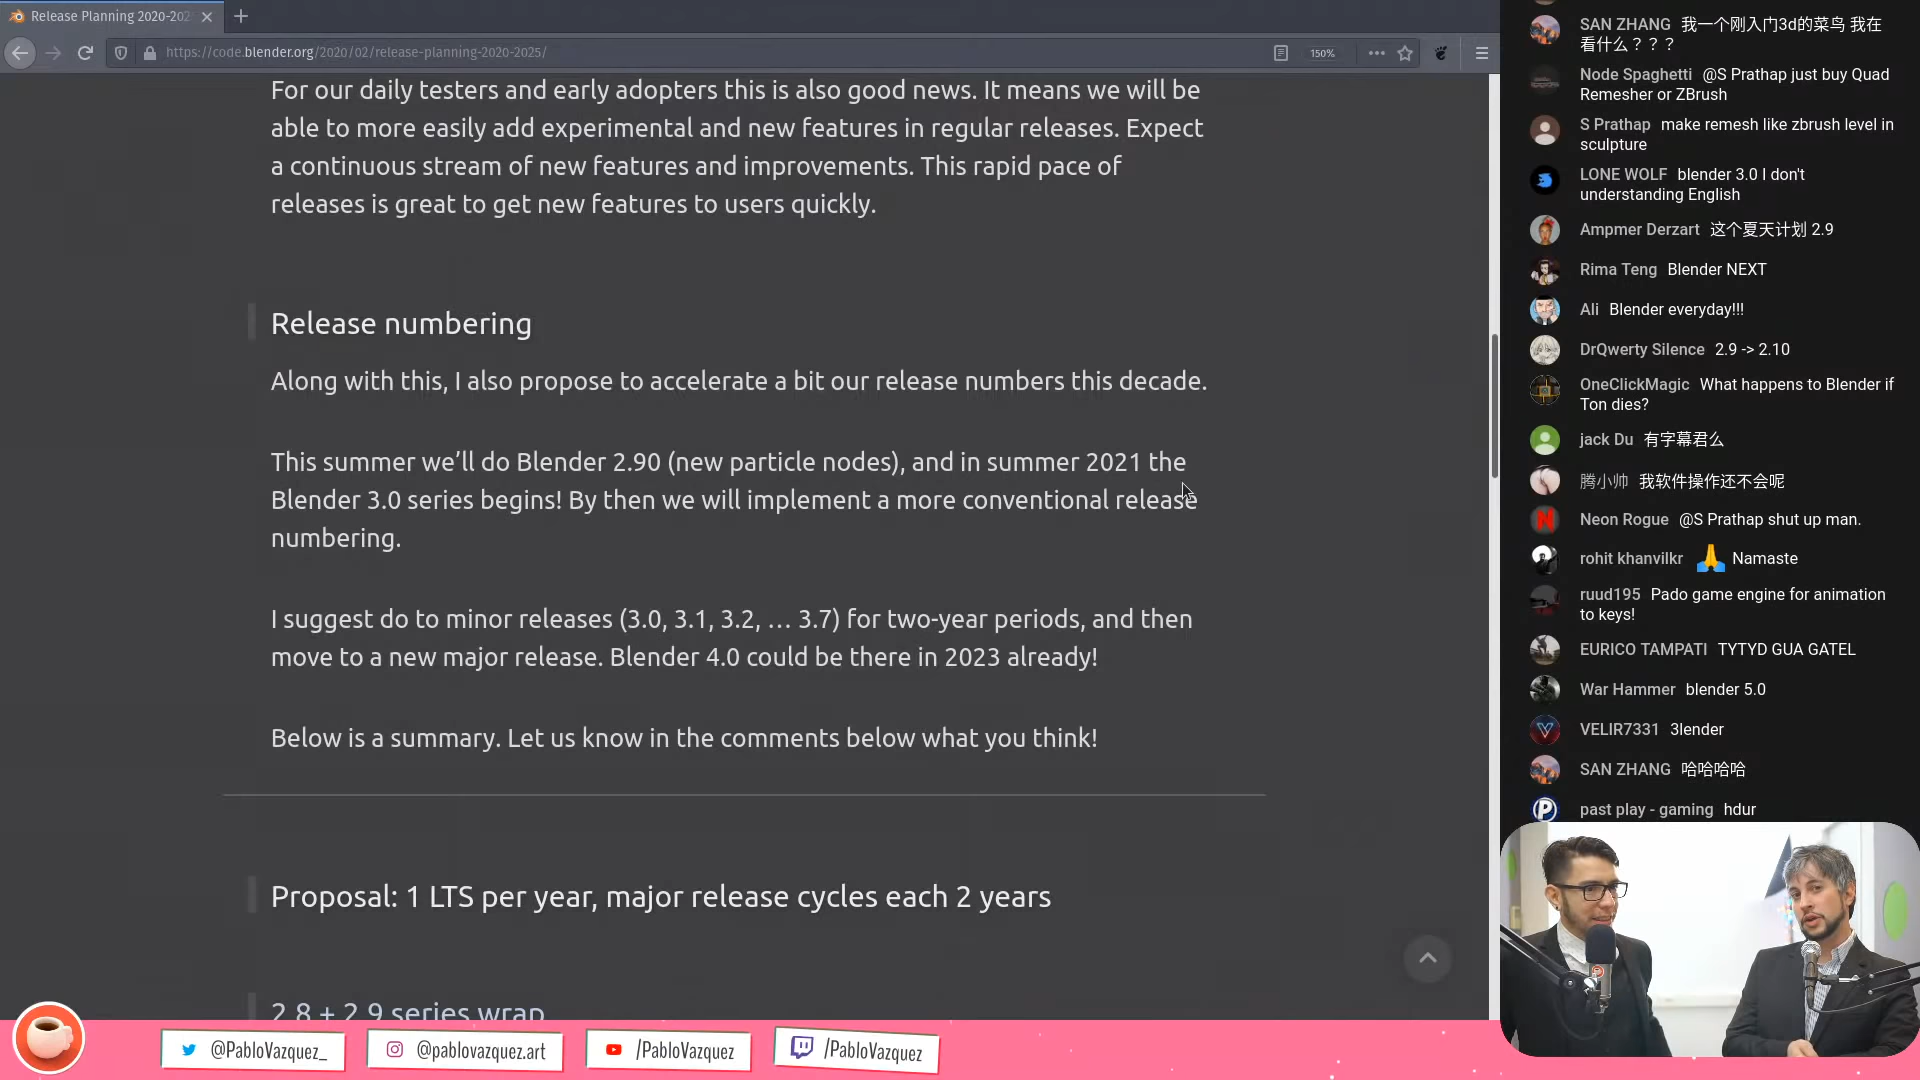 Release Planning 2020-202
https://code.blender.org/2020/02/release-planning-2020-2025/
150%
For our daily testers and early adopters this is also good news. It means we will be
able to more easily add experimental and new features in regular releases. Expect
a continuous stream of new features and improvements. This rapid pace of
releases is great to get new features to users quickly.
Release numbering
Along with this, I also propose to accelerate a bit our release numbers this decade.
This summer we’ll do Blender 2.90 (new particle nodes), and in summer 2021 the
Blender 3.0 series begins! By then we will implement a more conventional release
numbering.
I suggest do to minor releases (3.0, 3.1, 3.2, … 3.7) for two-year periods, and then
move to a new major release. Blender 4.0 could be there in 2023 already!
Below is a summary. Let us know in the comments below what you think!
Proposal: 1 LTS per year, major release cycles each 2 years
2.8 + 2.9 series wrap
SAN ZHANG 我一个刚入门3d的菜鸟 我在
看什么？？？
Node Spaghetti @S Prathap just buy Quad
Remesher or ZBrush
S Prathap make remesh like zbrush level in
sculpture
LONE WOLF blender 3.0 I don't
understanding English
Ampmer Derzart 这个夏天计划 2.9
Rima Teng Blender NEXT
Ali Blender everyday!!!
DrQwerty Silence 2.9 -> 2.10
OneClickMagic What happens to Blender if
Ton dies?
jack Du 有字幕君么
腾小帅 我软件操作还不会呢
Neon Rogue @S Prathap shut up man.
rohit khanvilkr 🙏 Namaste
ruud195 Pado game engine for animation
to keys!
EURICO TAMPATI TYTYD GUA GATEL
War Hammer blender 5.0
VELIR7331 3lender
SAN ZHANG 哈哈哈哈
past play - gaming hdur
@PabloVazquez_
@pablovazquez.art
/PabloVazquez
/PabloVazquez